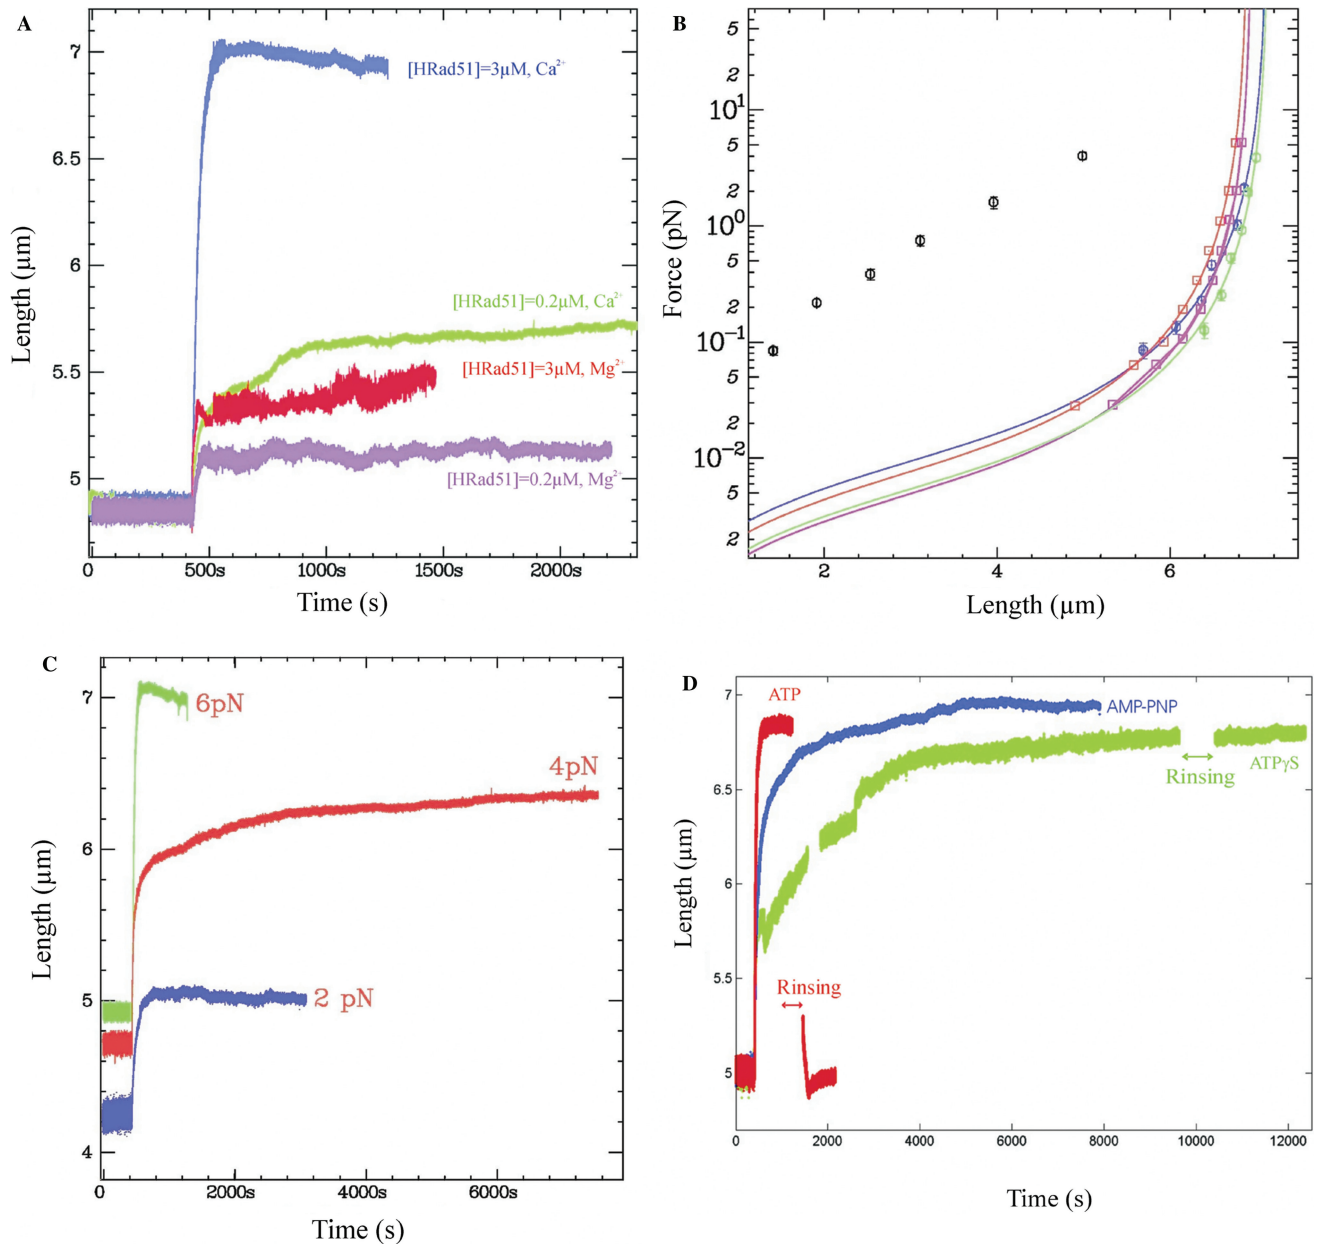 A
7
6.5
6
5.5
5
Length (µm)
[HRad51]=3µM, Ca²⁺
[HRad51]=0.2µM, Ca²⁺
[HRad51]=3µM, Mg²⁺
[HRad51]=0.2µM, Mg²⁺
0 500s 1000s 1500s 2000s
Time (s)
B
5
2
10¹
5
2
10⁰
5
2
10⁻¹
5
2
10⁻²
5
2
Force (pN)
2 4 6
Length (µm)
C
7
6
5
4
Length (µm)
6pN
4pN
2 pN
0 2000s 4000s 6000s
Time (s)
D
7
6.5
6
5.5
5
Length (µm)
ATP
AMP-PNP
Rinsing
ATPγS
Rinsing
0 2000 4000 6000 8000 10000 12000
Time (s)